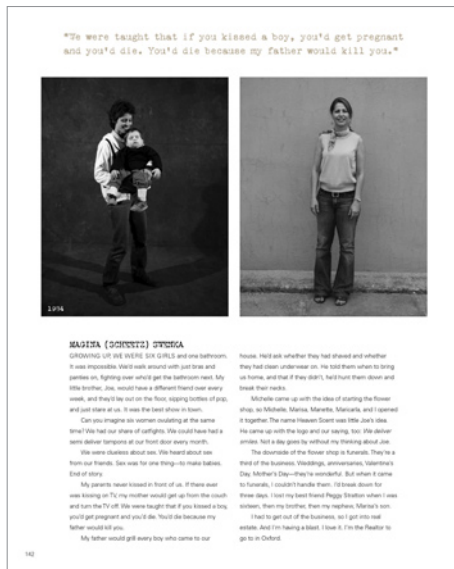 "We were taught that if you kissed a boy, you'd get pregnant
and you'd die. You'd die because my father would kill you."
1994
MAGINA (SCHEETZ) SWENKA
GROWING UP, WE WERE SIX GIRLS and one bathroom.
It was impossible. We'd walk around with just bras and
panties on, fighting over who'd get the bathroom next. My
little brother, Joe, would have a different friend over every
week, and they'd lay out on the floor, sipping bottles of pop,
and just stare at us. It was the best show in town.
Can you imagine six women ovulating at the same
time? We had our share of catfights. We could have had a
semi deliver tampons at our front door every month.
We were clueless about sex. We heard about sex
from our friends. Sex was for one thing—to make babies.
End of story.
My parents never kissed in front of us. If there ever
was kissing on TV, my mother would get up from the couch
and turn the TV off. We were taught that if you kissed a boy,
you'd get pregnant and you'd die. You'd die because my
father would kill you.
My father would grill every boy who came to our
house. He'd ask whether they had shaved and whether
they had clean underwear on. He told them when to bring
us home, and that if they didn't, he'd hunt them down and
break their necks.
Michelle came up with the idea of starting the flower
shop, so Michelle, Marisa, Manette, Maricarla, and I opened
it together. The name Heaven Scent was little Joe's idea.
He came up with the logo and our saying, too: We deliver
smiles. Not a day goes by without my thinking about Joe.
The downside of the flower shop is funerals. They're a
third of the business. Weddings, anniversaries, Valentine's
Day, Mother's Day—they're wonderful. But when it came
to funerals, I couldn't handle them. I'd break down for
three days. I lost my best friend Peggy Stratton when I was
sixteen, then my brother, then my nephew, Marisa's son.
I had to get out of the business, so I got into real
estate. And I'm having a blast. I love it. I'm the Realtor to
go to in Oxford.
142